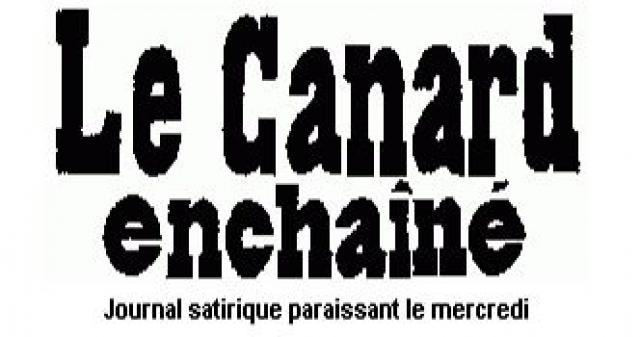 Le Canard
enchaîné
Journal satirique paraissant le mercredi